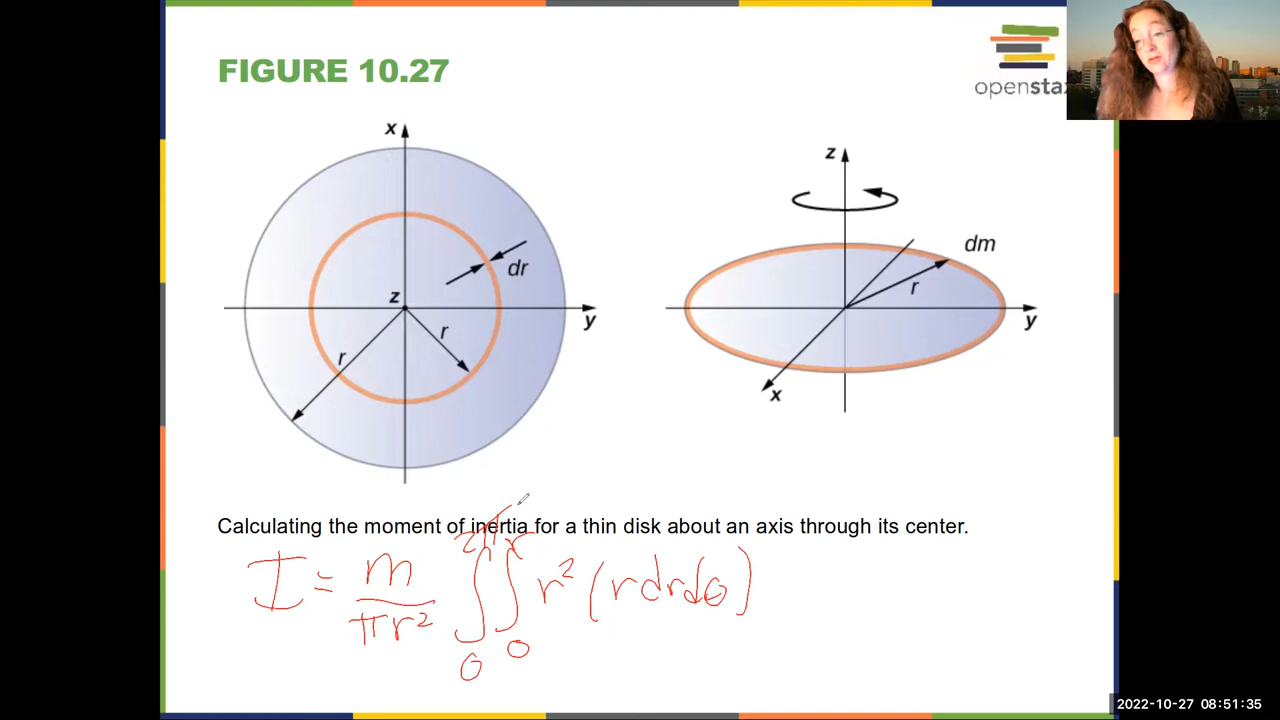 FIGURE 10.27
openstax
x
dr
z
y
r
r
z
dm
r
y
x
Calculating the moment of inertia for a thin disk about an axis through its center.
I = m/πr² ∫₀^2π ∫₀^r r² (r dr dθ)
2022-10-27 08:51:35